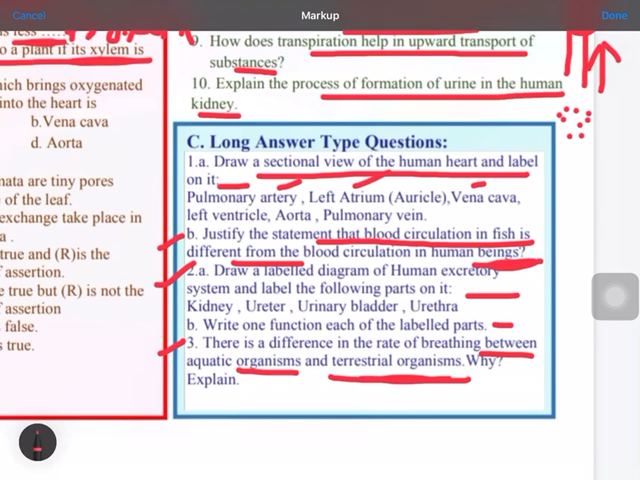 Cancel
Markup
Done
is less .....
o a plant if its xylem is
hich brings oxygenated
into the heart is
b.Vena cava
d. Aorta
mata are tiny pores
of the leaf.
exchange take place in
a .
true and (R)is the
f assertion.
e true but (R) is not the
of assertion
s false.
s true.
9. How does transpiration help in upward transport of
substances?
10. Explain the process of formation of urine in the human
kidney.
C. Long Answer Type Questions:
1.a. Draw a sectional view of the human heart and label
on it:
Pulmonary artery , Left Atrium (Auricle),Vena cava,
left ventricle, Aorta , Pulmonary vein.
b. Justify the statement that blood circulation in fish is
different from the blood circulation in human beings?
2.a. Draw a labelled diagram of Human excretory
system and label the following parts on it:
Kidney , Ureter , Urinary bladder , Urethra
b. Write one function each of the labelled parts.
3. There is a difference in the rate of breathing between
aquatic organisms and terrestrial organisms.Why?
Explain.